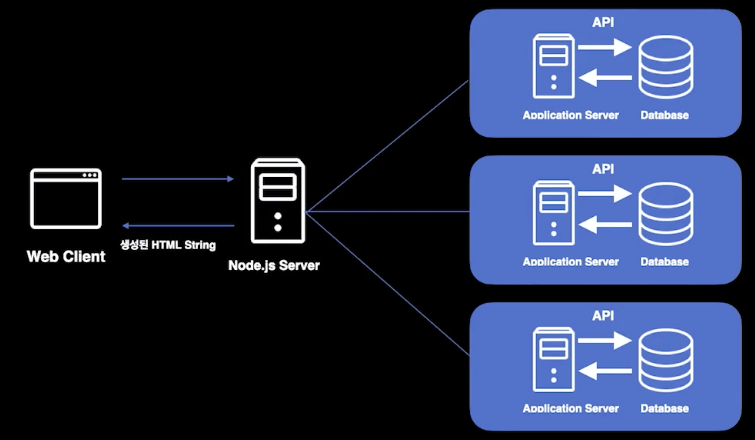 API
Application Server
Database
API
Application Server
Database
Web Client
생성된 HTML String
Node.js Server
API
Application Server
Database